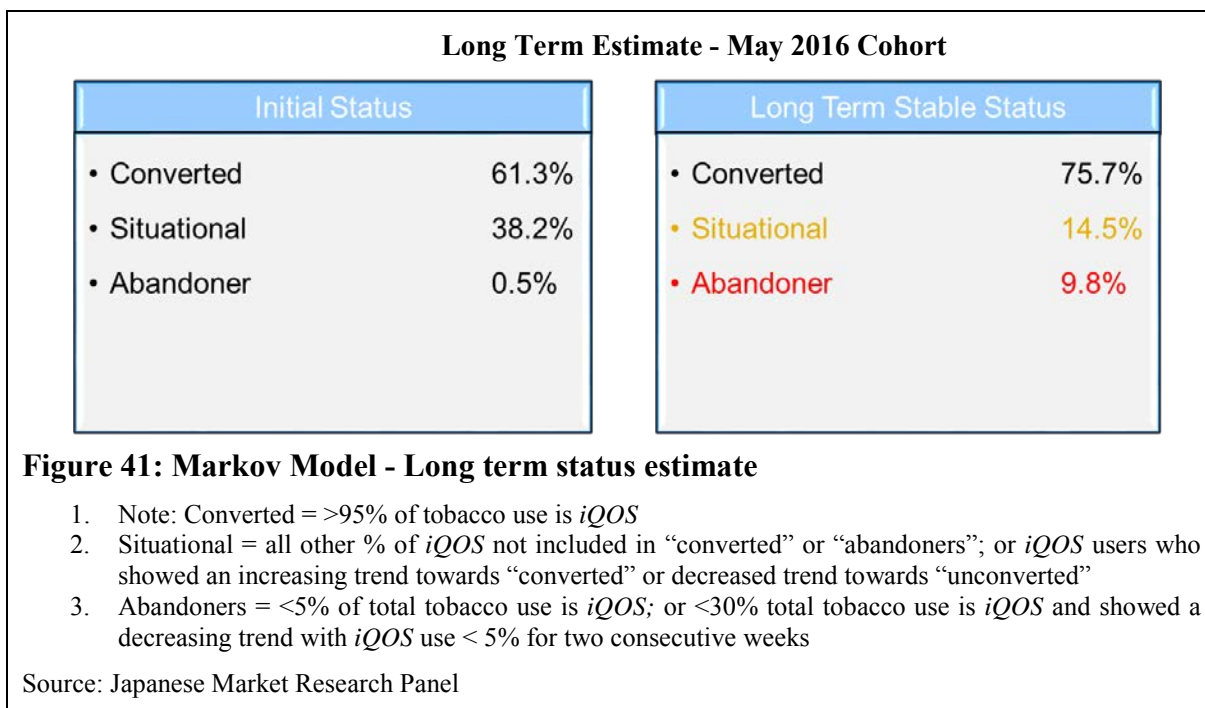 Long Term Estimate - May 2016 Cohort
Initial Status
• Converted 61.3%
• Situational 38.2%
• Abandoner 0.5%
Long Term Stable Status
• Converted 75.7%
• Situational 14.5%
• Abandoner 9.8%
Figure 41: Markov Model - Long term status estimate
1. Note: Converted = >95% of tobacco use is iQOS
2. Situational = all other % of iQOS not included in “converted” or “abandoners”; or iQOS users who
showed an increasing trend towards “converted” or decreased trend towards “unconverted”
3. Abandoners = <5% of total tobacco use is iQOS; or <30% total tobacco use is iQOS and showed a
decreasing trend with iQOS use < 5% for two consecutive weeks
Source: Japanese Market Research Panel